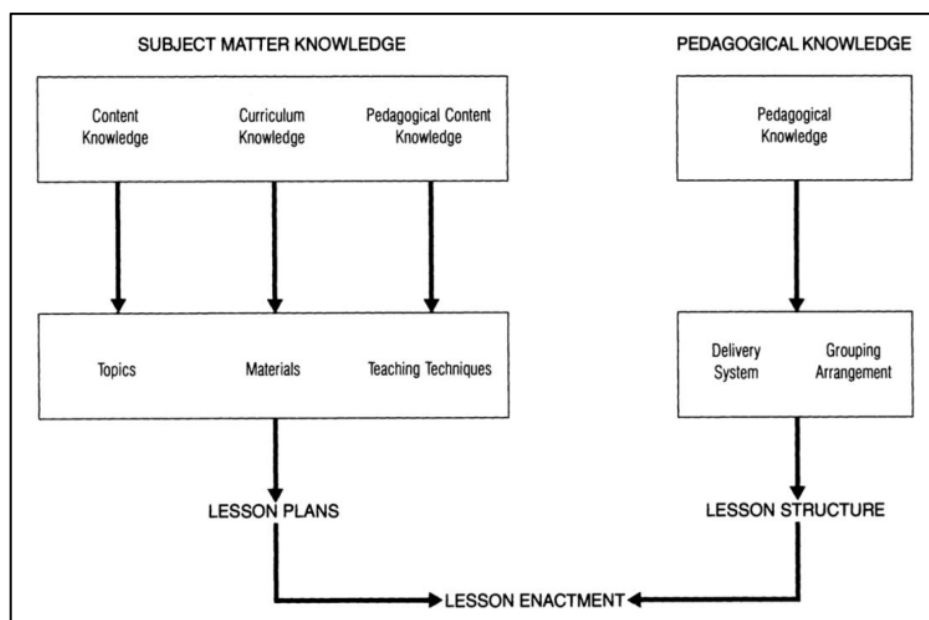 SUBJECT MATTER KNOWLEDGE
PEDAGOGICAL KNOWLEDGE
Content
Knowledge
Curriculum
Knowledge
Pedagogical Content
Knowledge
Pedagogical
Knowledge
Topics
Materials
Teaching Techniques
Delivery
System
Grouping
Arrangement
LESSON PLANS
LESSON STRUCTURE
LESSON ENACTMENT